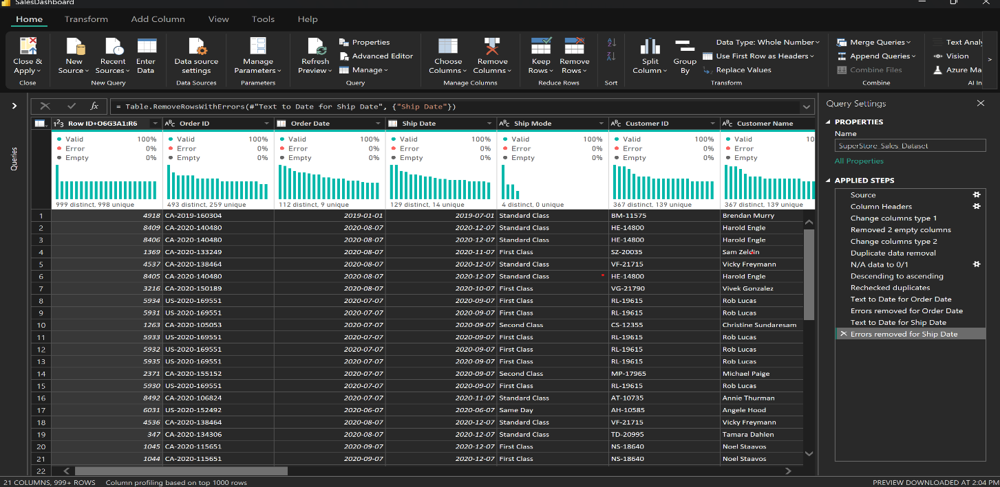 SalesDashboard
Home Transform Add Column View Tools Help
Close & Apply
New Source
Recent Sources
Enter Data
Data source settings
Manage Parameters
Refresh Preview
Properties
Advanced Editor
Manage
Choose Columns
Remove Columns
Keep Rows
Remove Rows
Split Column
Group By
Data Type: Whole Number
Use First Row as Headers
Replace Values
Merge Queries
Append Queries
Combine Files
Text Analy
Vision
Azure Ma
Close New Query Data Sources Parameters Query Manage Columns Reduce Rows Sort Transform Combine AI In
Queries
fx = Table.RemoveRowsWithErrors(#"Text to Date for Ship Date", {"Ship Date"})
123 Row ID+O6G3A1:R6 ABC Order ID Order Date Ship Date ABC Ship Mode ABC Customer ID ABC Customer Name
Valid 100% Valid 100% Valid 100% Valid 100% Valid 100% Valid 100% Valid 10
Error 0% Error 0% Error 0% Error 0% Error 0% Error 0% Error
Empty 0% Empty 0% Empty 0% Empty 0% Empty 0% Empty 0% Empty
999 distinct, 998 unique 493 distinct, 259 unique 112 distinct, 9 unique 129 distinct, 14 unique 4 distinct, 0 unique 367 distinct, 139 unique 367 distinct, 139 unique
1 4918 CA-2019-160304 2019-01-01 2019-07-01 Standard Class BM-11575 Brendan Murry
2 8409 CA-2020-140480 2020-08-07 2020-12-07 Standard Class HE-14800 Harold Engle
3 8406 CA-2020-140480 2020-08-07 2020-12-07 Standard Class HE-14800 Harold Engle
4 1369 CA-2020-133249 2020-08-07 2020-11-07 First Class SZ-20035 Sam Zeldin
5 4537 CA-2020-138464 2020-08-07 2020-12-07 Standard Class VF-21715 Vicky Freymann
6 8405 CA-2020-140480 2020-08-07 2020-12-07 Standard Class HE-14800 Harold Engle
7 3216 CA-2020-150189 2020-08-07 2020-10-07 First Class VG-21790 Vivek Gonzalez
8 5934 US-2020-169551 2020-07-07 2020-09-07 First Class RL-19615 Rob Lucas
9 5931 US-2020-169551 2020-07-07 2020-09-07 First Class RL-19615 Rob Lucas
10 1263 CA-2020-105053 2020-07-07 2020-09-07 Second Class CS-12355 Christine Sundaresam
11 5933 US-2020-169551 2020-07-07 2020-09-07 First Class RL-19615 Rob Lucas
12 5932 US-2020-169551 2020-07-07 2020-09-07 First Class RL-19615 Rob Lucas
13 5935 US-2020-169551 2020-07-07 2020-09-07 First Class RL-19615 Rob Lucas
14 2371 CA-2020-155152 2020-07-07 2020-09-07 Second Class MP-17965 Michael Paige
15 5930 US-2020-169551 2020-07-07 2020-09-07 First Class RL-19615 Rob Lucas
16 8492 CA-2020-106824 2020-07-07 2020-11-07 Standard Class AT-10735 Annie Thurman
17 6031 US-2020-152492 2020-06-07 2020-06-07 Same Day AH-10585 Angele Hood
18 4536 CA-2020-138464 2020-08-07 2020-12-07 Standard Class VF-21715 Vicky Freymann
19 347 CA-2020-134306 2020-08-07 2020-12-07 Standard Class TD-20995 Tamara Dahlen
20 1045 CA-2020-115651 2020-09-07 2020-12-07 First Class NS-18640 Noel Staavos
21 1044 CA-2020-115651 2020-09-07 2020-12-07 First Class NS-18640 Noel Staavos
22
Query Settings
PROPERTIES
Name
SuperStore_Sales_Dataset
All Properties
APPLIED STEPS
Source
Column Headers
Change columns type 1
Removed 2 empty columns
Change columns type 2
Duplicate data removal
N/A data to 0/1
Descending to ascending
Rechecked duplicates
Text to Date for Order Date
Errors removed for Order Date
Text to Date for Ship Date
Errors removed for Ship Date
21 COLUMNS, 999+ ROWS Column profiling based on top 1000 rows PREVIEW DOWNLOADED AT 2:04 PM